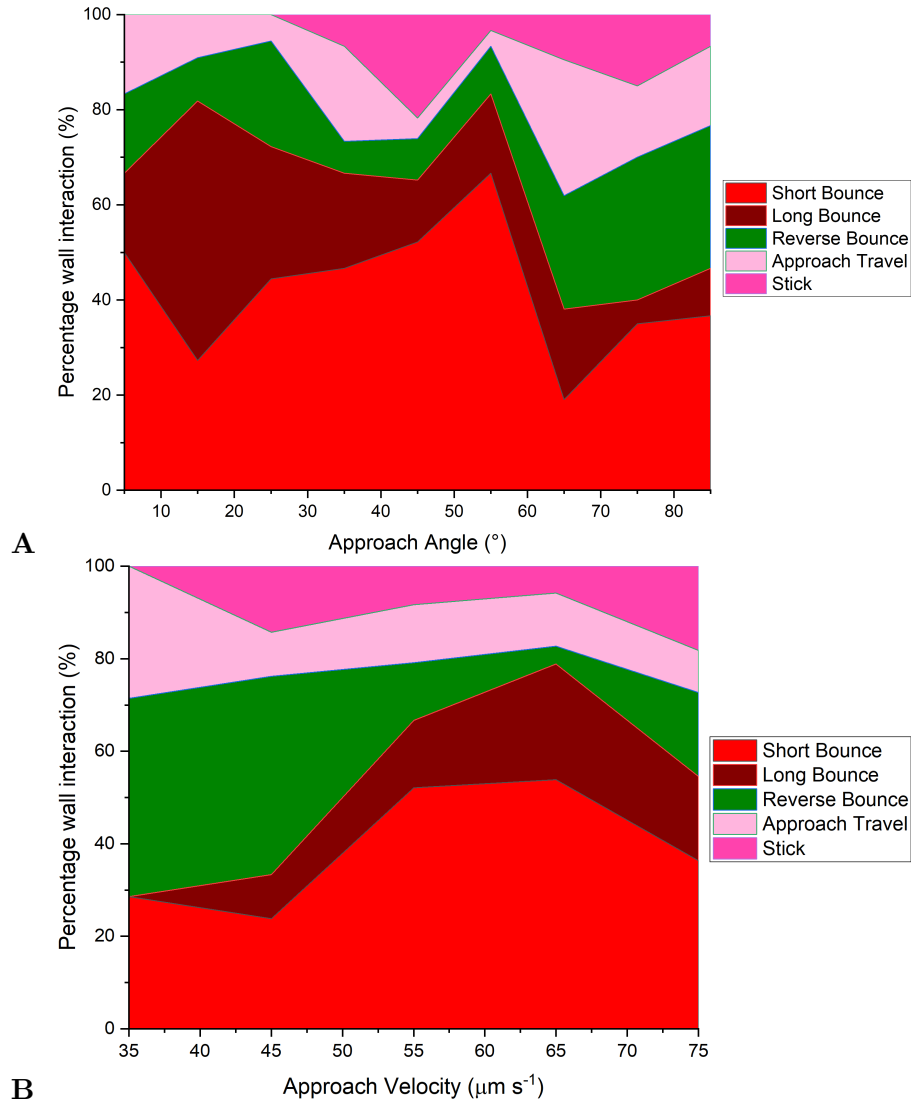 100
80
60
40
20
0
Percentage wall interaction (%)
10 20 30 40 50 60 70 80
Approach Angle (°)
Short Bounce
Long Bounce
Reverse Bounce
Approach Travel
Stick
A
100
80
60
40
20
0
Percentage wall interaction (%)
35 40 45 50 55 60 65 70 75
Approach Velocity (μm s⁻¹)
Short Bounce
Long Bounce
Reverse Bounce
Approach Travel
Stick
B